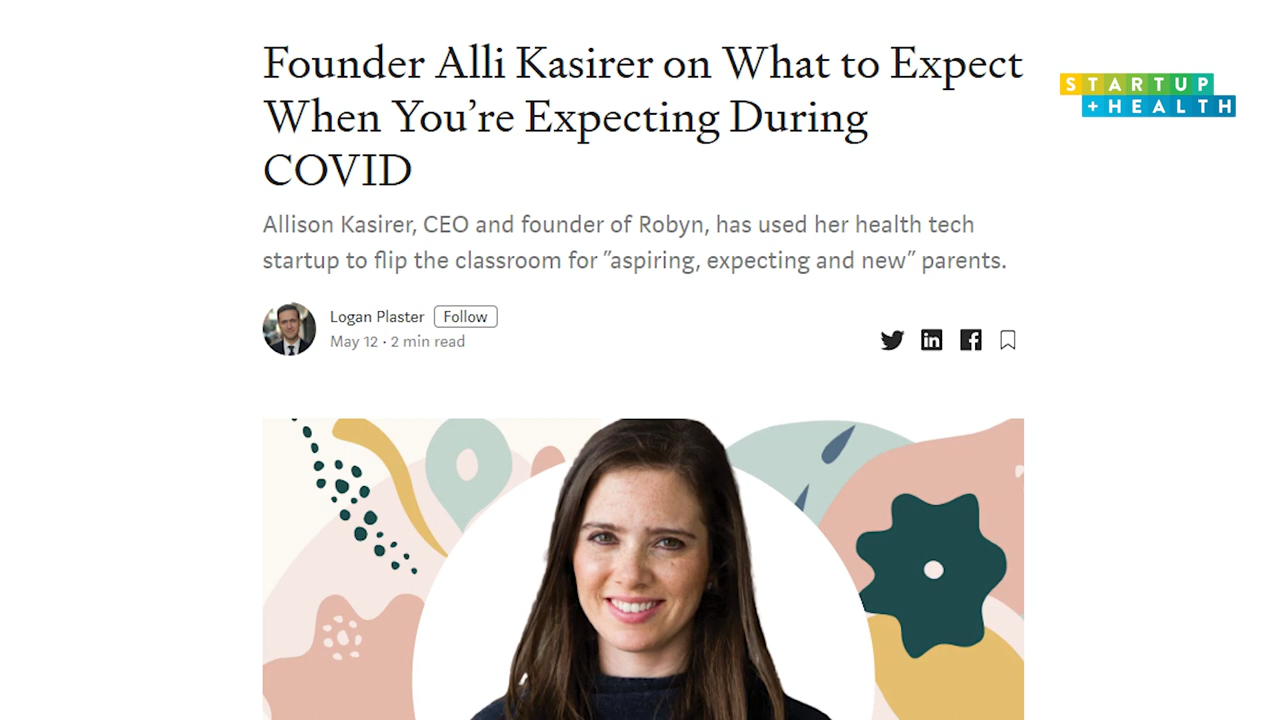 Founder Alli Kasirer on What to Expect
When You’re Expecting During
COVID
STARTUP
+HEALTH
Allison Kasirer, CEO and founder of Robyn, has used her health tech
startup to flip the classroom for ”aspiring, expecting and new” parents.
Logan Plaster Follow
May 12 · 2 min read